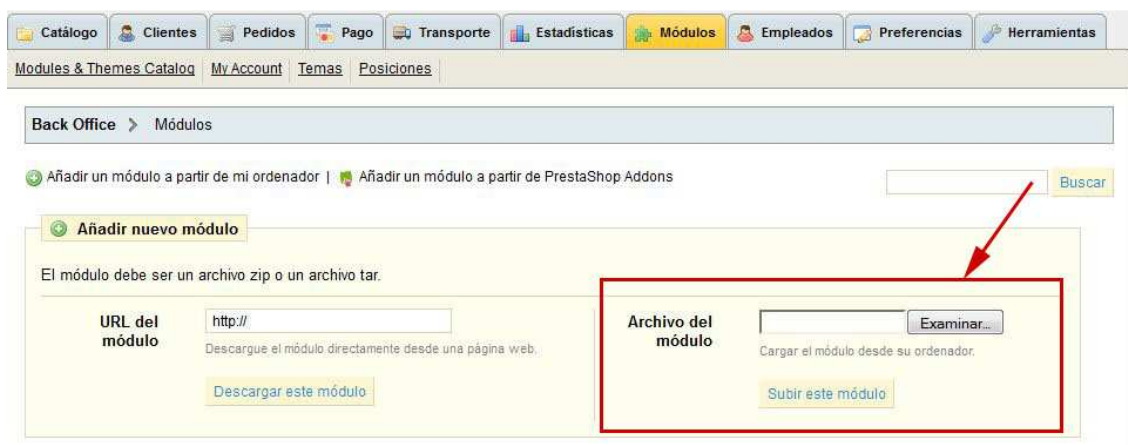 Catálogo Clientes Pedidos Pago Transporte Estadísticas Módulos Empleados Preferencias Herramientas
Modules & Themes Catalog My Account Temas Posiciones
Back Office > Módulos
Añadir un módulo a partir de mi ordenador | Añadir un módulo a partir de PrestaShop Addons
Buscar
Añadir nuevo módulo
El módulo debe ser un archivo zip o un archivo tar.
URL del módulo
http://
Descargue el módulo directamente desde una página web.
Descargar este módulo
Archivo del módulo
Examinar...
Cargar el módulo desde su ordenador.
Subir este módulo